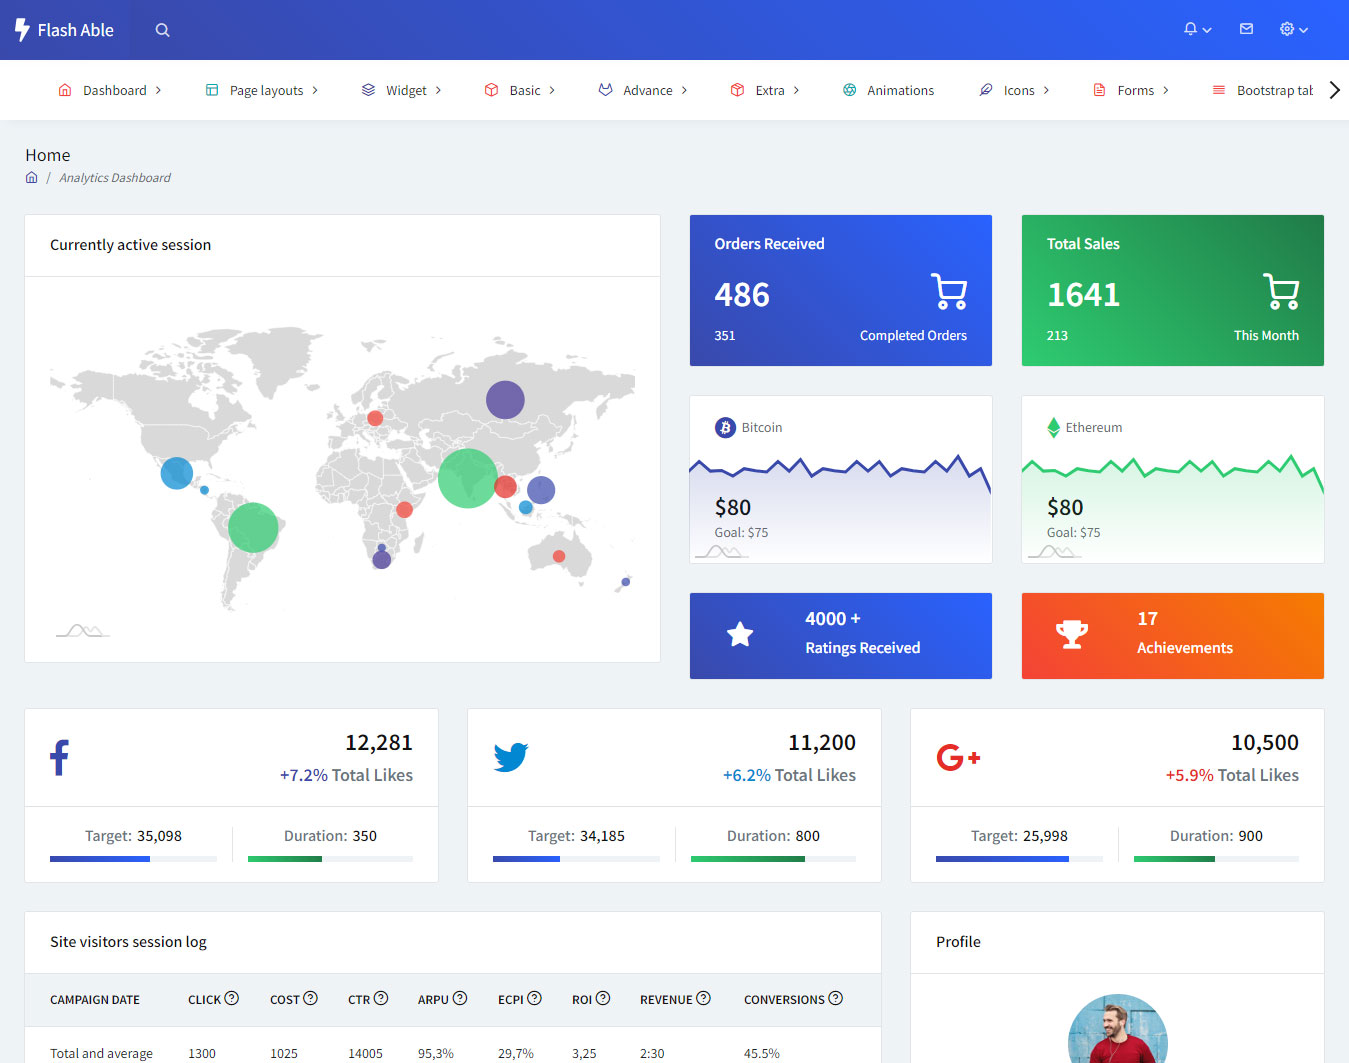 Flash Able
Dashboard
Page layouts
Widget
Basic
Advance
Extra
Animations
Icons
Forms
Bootstrap tab
Home
/ Analytics Dashboard
Currently active session
Orders Received
486
351 Completed Orders
Total Sales
1641
213 This Month
Bitcoin
$80
Goal: $75
Ethereum
$80
Goal: $75
4000 +
Ratings Received
17
Achievements
12,281
+7.2% Total Likes
Target: 35,098
Duration: 350
11,200
+6.2% Total Likes
Target: 34,185
Duration: 800
G+
10,500
+5.9% Total Likes
Target: 25,998
Duration: 900
Site visitors session log
CAMPAIGN DATE CLICK COST CTR ARPU ECPI ROI REVENUE CONVERSIONS
Total and average 1300 1025 14005 95,3% 29,7% 3,25 2:30 45.5%
Profile